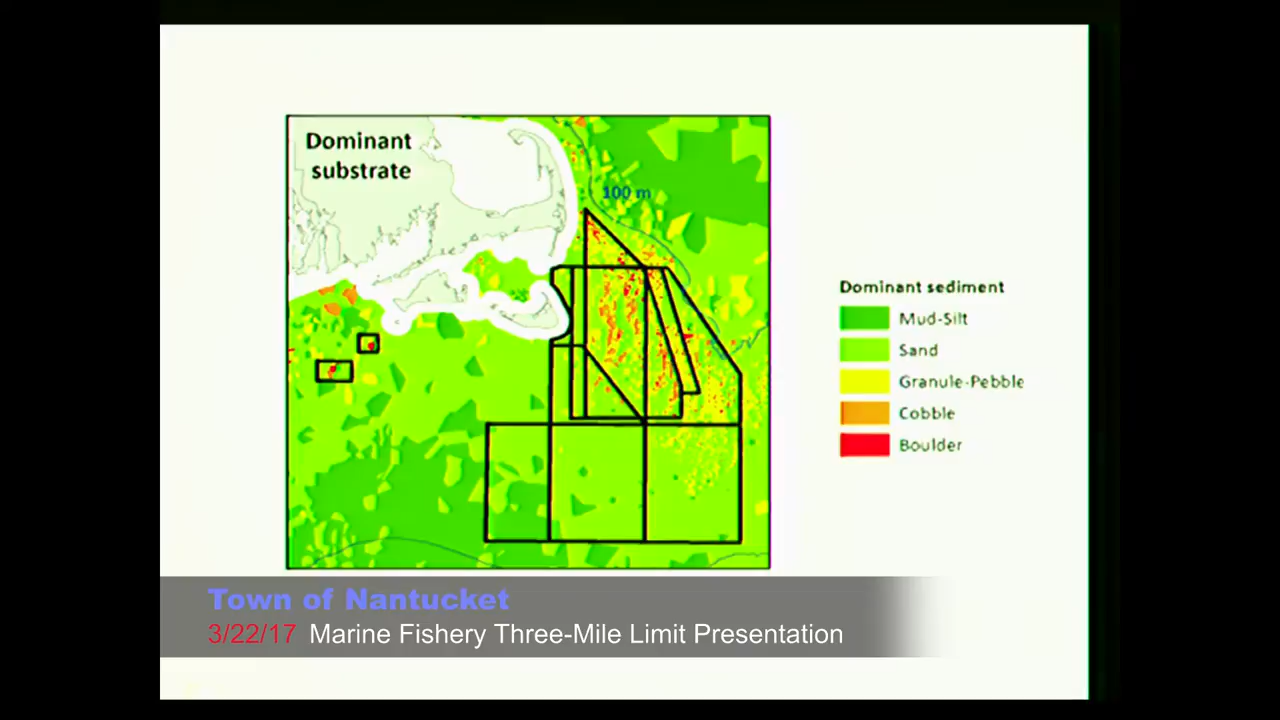 Dominant
substrate
100 m
Dominant sediment
Mud-Silt
Sand
Granule-Pebble
Cobble
Boulder
Town of Nantucket
3/22/17 Marine Fishery Three-Mile Limit Presentation